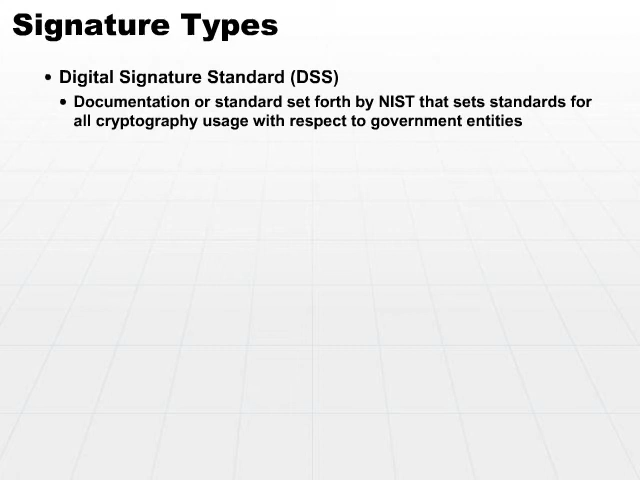 Signature Types
• Digital Signature Standard (DSS)
• Documentation or standard set forth by NIST that sets standards for
all cryptography usage with respect to government entities